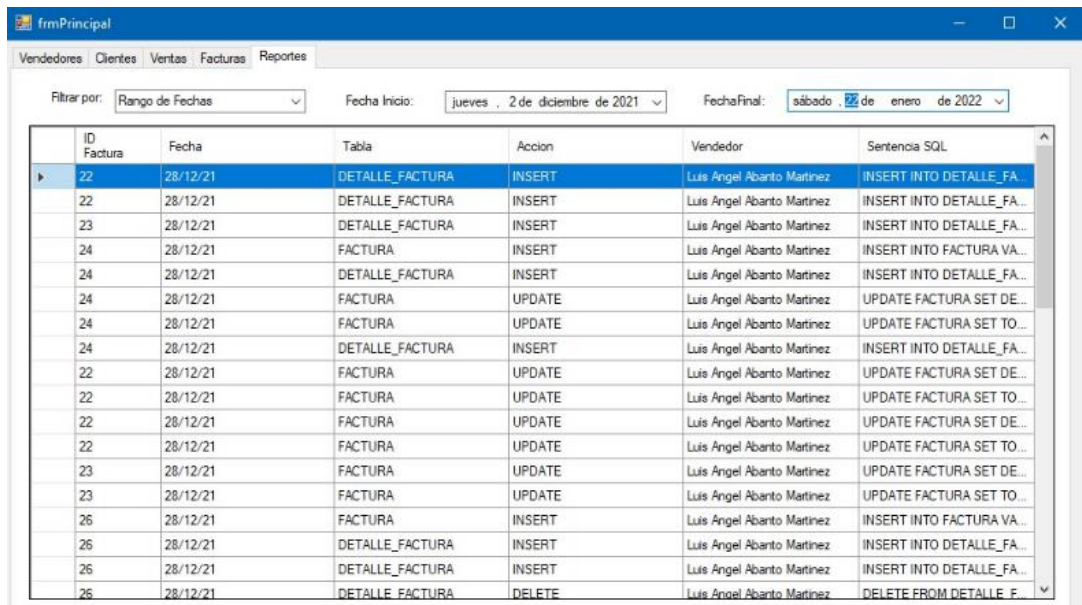 frmPrincipal
Vendedores Clientes Ventas Facturas Reportes
Filtrar por: Rango de Fechas Fecha Inicio: jueves , 2 de diciembre de 2021 FechaFinal: sábado , 22 de enero de 2022
ID Factura Fecha Tabla Accion Vendedor Sentencia SQL
22 28/12/21 DETALLE_FACTURA INSERT Luis Angel Abanto Martinez INSERT INTO DETALLE_FA...
22 28/12/21 DETALLE_FACTURA INSERT Luis Angel Abanto Martinez INSERT INTO DETALLE_FA...
23 28/12/21 DETALLE_FACTURA INSERT Luis Angel Abanto Martinez INSERT INTO DETALLE_FA...
24 28/12/21 FACTURA INSERT Luis Angel Abanto Martinez INSERT INTO FACTURA VA...
24 28/12/21 DETALLE_FACTURA INSERT Luis Angel Abanto Martinez INSERT INTO DETALLE_FA...
24 28/12/21 FACTURA UPDATE Luis Angel Abanto Martinez UPDATE FACTURA SET DE...
24 28/12/21 FACTURA UPDATE Luis Angel Abanto Martinez UPDATE FACTURA SET TO...
24 28/12/21 DETALLE_FACTURA INSERT Luis Angel Abanto Martinez INSERT INTO DETALLE_FA...
22 28/12/21 FACTURA UPDATE Luis Angel Abanto Martinez UPDATE FACTURA SET DE...
22 28/12/21 FACTURA UPDATE Luis Angel Abanto Martinez UPDATE FACTURA SET TO...
22 28/12/21 FACTURA UPDATE Luis Angel Abanto Martinez UPDATE FACTURA SET DE...
22 28/12/21 FACTURA UPDATE Luis Angel Abanto Martinez UPDATE FACTURA SET TO...
23 28/12/21 FACTURA UPDATE Luis Angel Abanto Martinez UPDATE FACTURA SET DE...
23 28/12/21 FACTURA UPDATE Luis Angel Abanto Martinez UPDATE FACTURA SET TO...
26 28/12/21 FACTURA INSERT Luis Angel Abanto Martinez INSERT INTO FACTURA VA...
26 28/12/21 DETALLE_FACTURA INSERT Luis Angel Abanto Martinez INSERT INTO DETALLE_FA...
26 28/12/21 DETALLE_FACTURA INSERT Luis Angel Abanto Martinez INSERT INTO DETALLE_FA...
26 28/12/21 DETALLE_FACTURA DELETE Luis Angel Abanto Martinez DELETE FROM DETALLE_F...